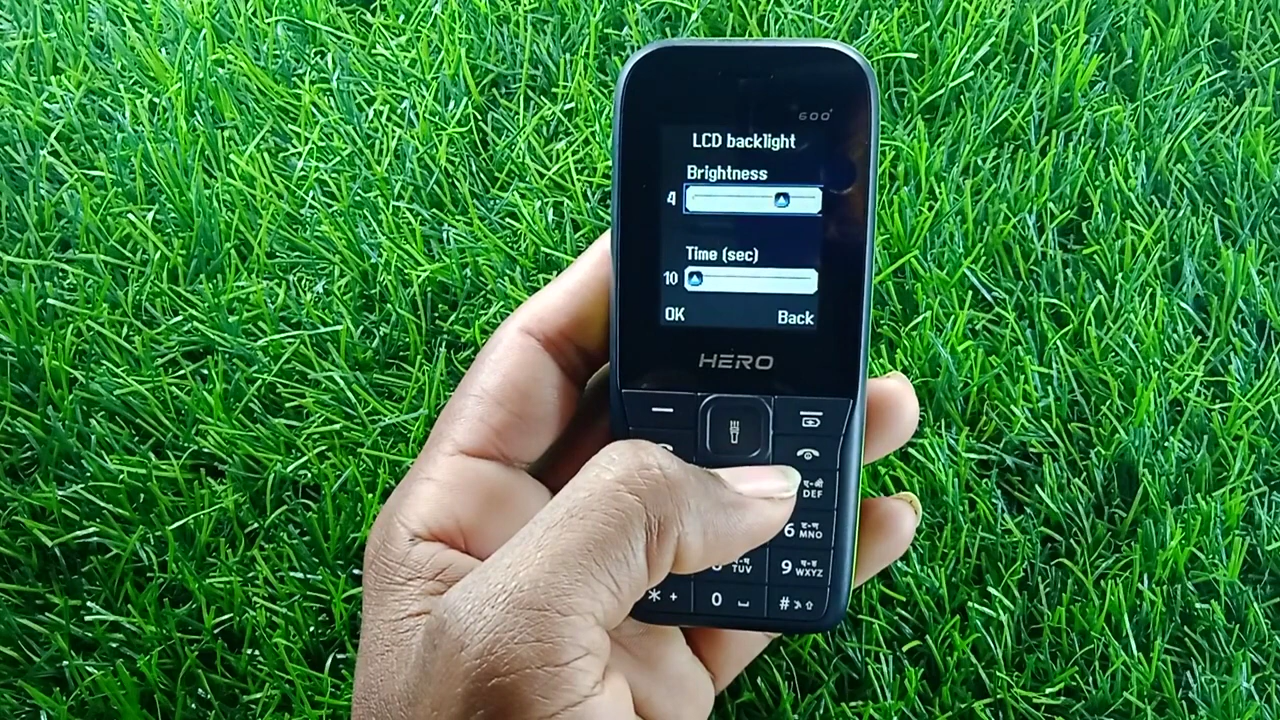 600
LCD backlight
Brightness
4
Time (sec)
10
OK Back
HERO
DEF
6 MNO
TUV
9 WXYZ
* + 0 #